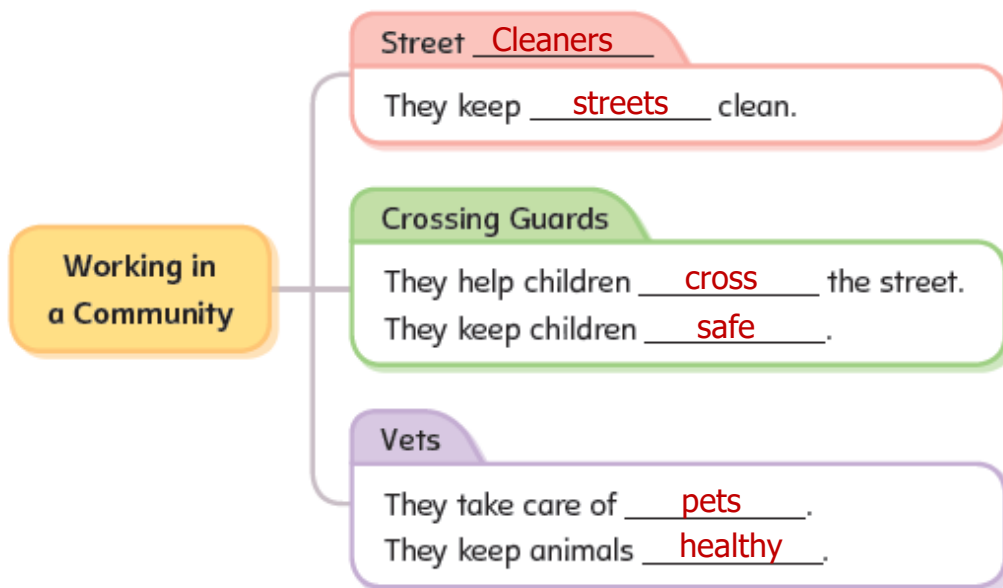 Working in
a Community
Street Cleaners
They keep streets clean.
Crossing Guards
They help children cross the street.
They keep children safe.
Vets
They take care of pets.
They keep animals healthy.